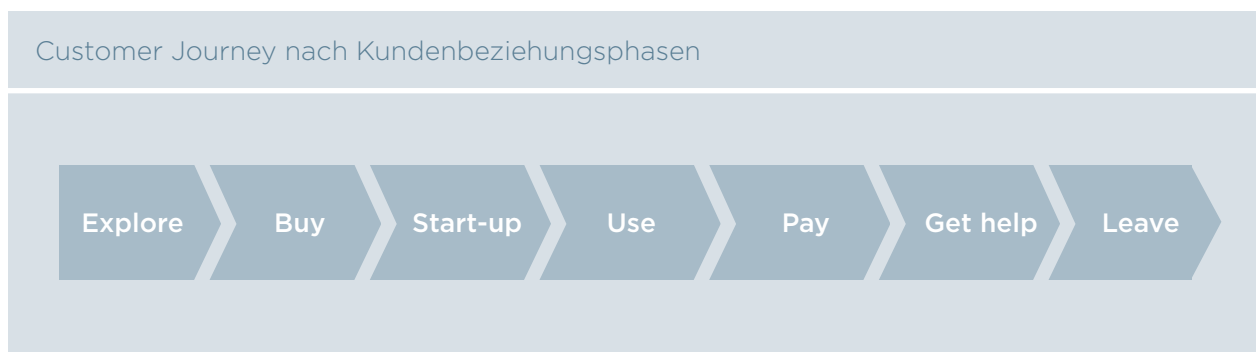 Customer Journey nach Kundenbeziehungsphasen
Explore Buy Start-up Use Pay Get help Leave